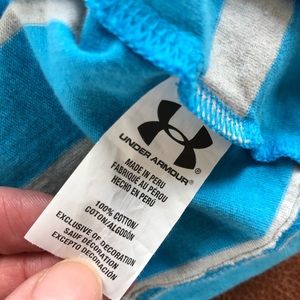 UNDER ARMOUR®
MADE IN PERU
FABRIQUÉ AU PÉROU
HECHO EN PERU
100% COTTON/
COTON/ALGODÓN
EXCLUSIVE OF DECORATION
SAUF DÉCORATION
EXCEPTO DECORACIÓN